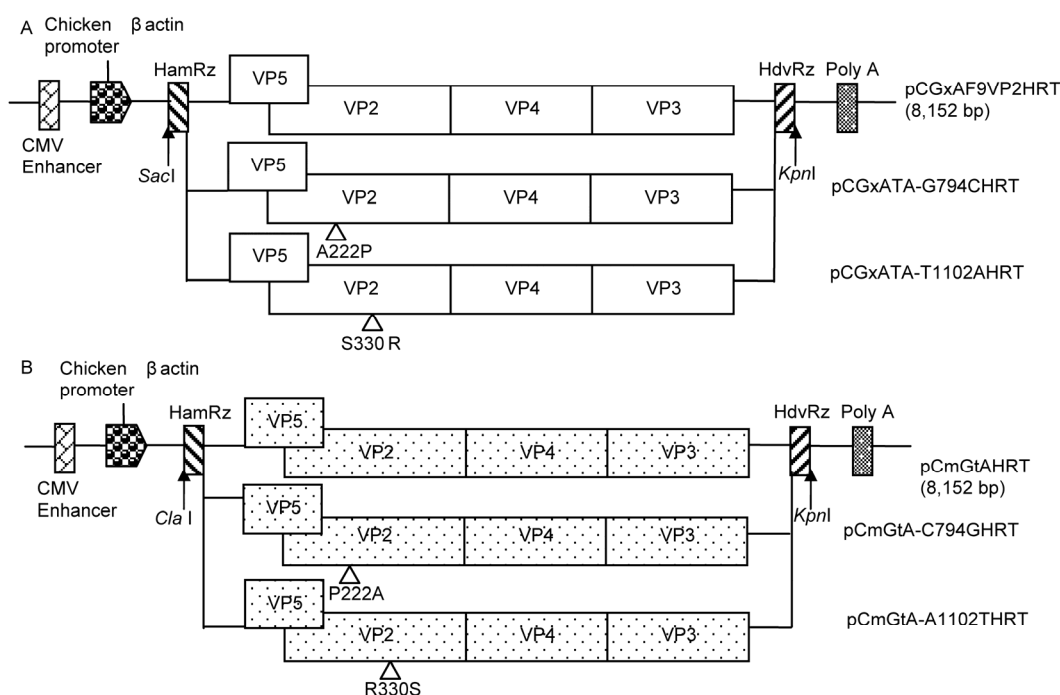 A
Chicken β actin
promoter
HamRz
VP5
VP2
VP4
VP3
HdvRz
Poly A
pCGxAF9VP2HRT
(8,152 bp)
CMV
Enhancer
SacI
KpnI
VP5
VP2
VP4
VP3
pCGxATA-G794CHRT
A222P
VP5
VP2
VP4
VP3
pCGxATA-T1102AHRT
S330 R
B
Chicken β actin
promoter
HamRz
VP5
VP2
VP4
VP3
HdvRz
Poly A
pCmGtAHRT
(8,152 bp)
CMV
Enhancer
Cla I
KpnI
VP5
VP2
VP4
VP3
pCmGtA-C794GHRT
P222A
VP5
VP2
VP4
VP3
pCmGtA-A1102THRT
R330S